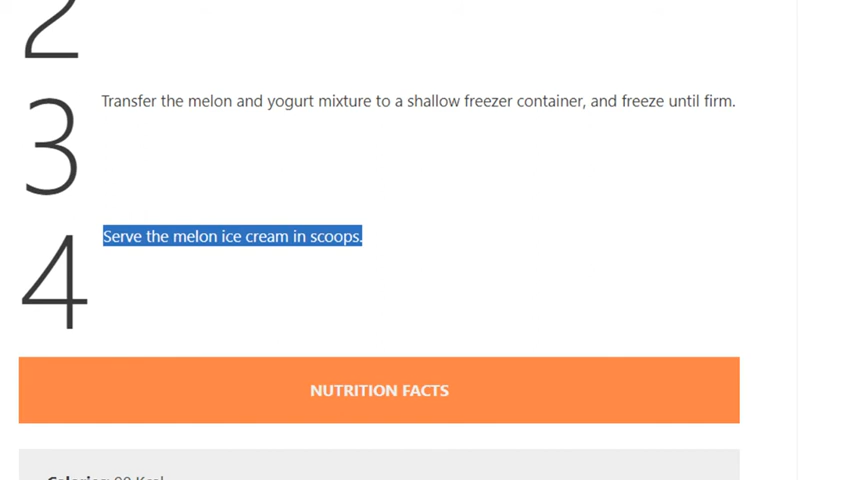 2
Transfer the melon and yogurt mixture to a shallow freezer container, and freeze until firm.
3
Serve the melon ice cream in scoops.
4
NUTRITION FACTS